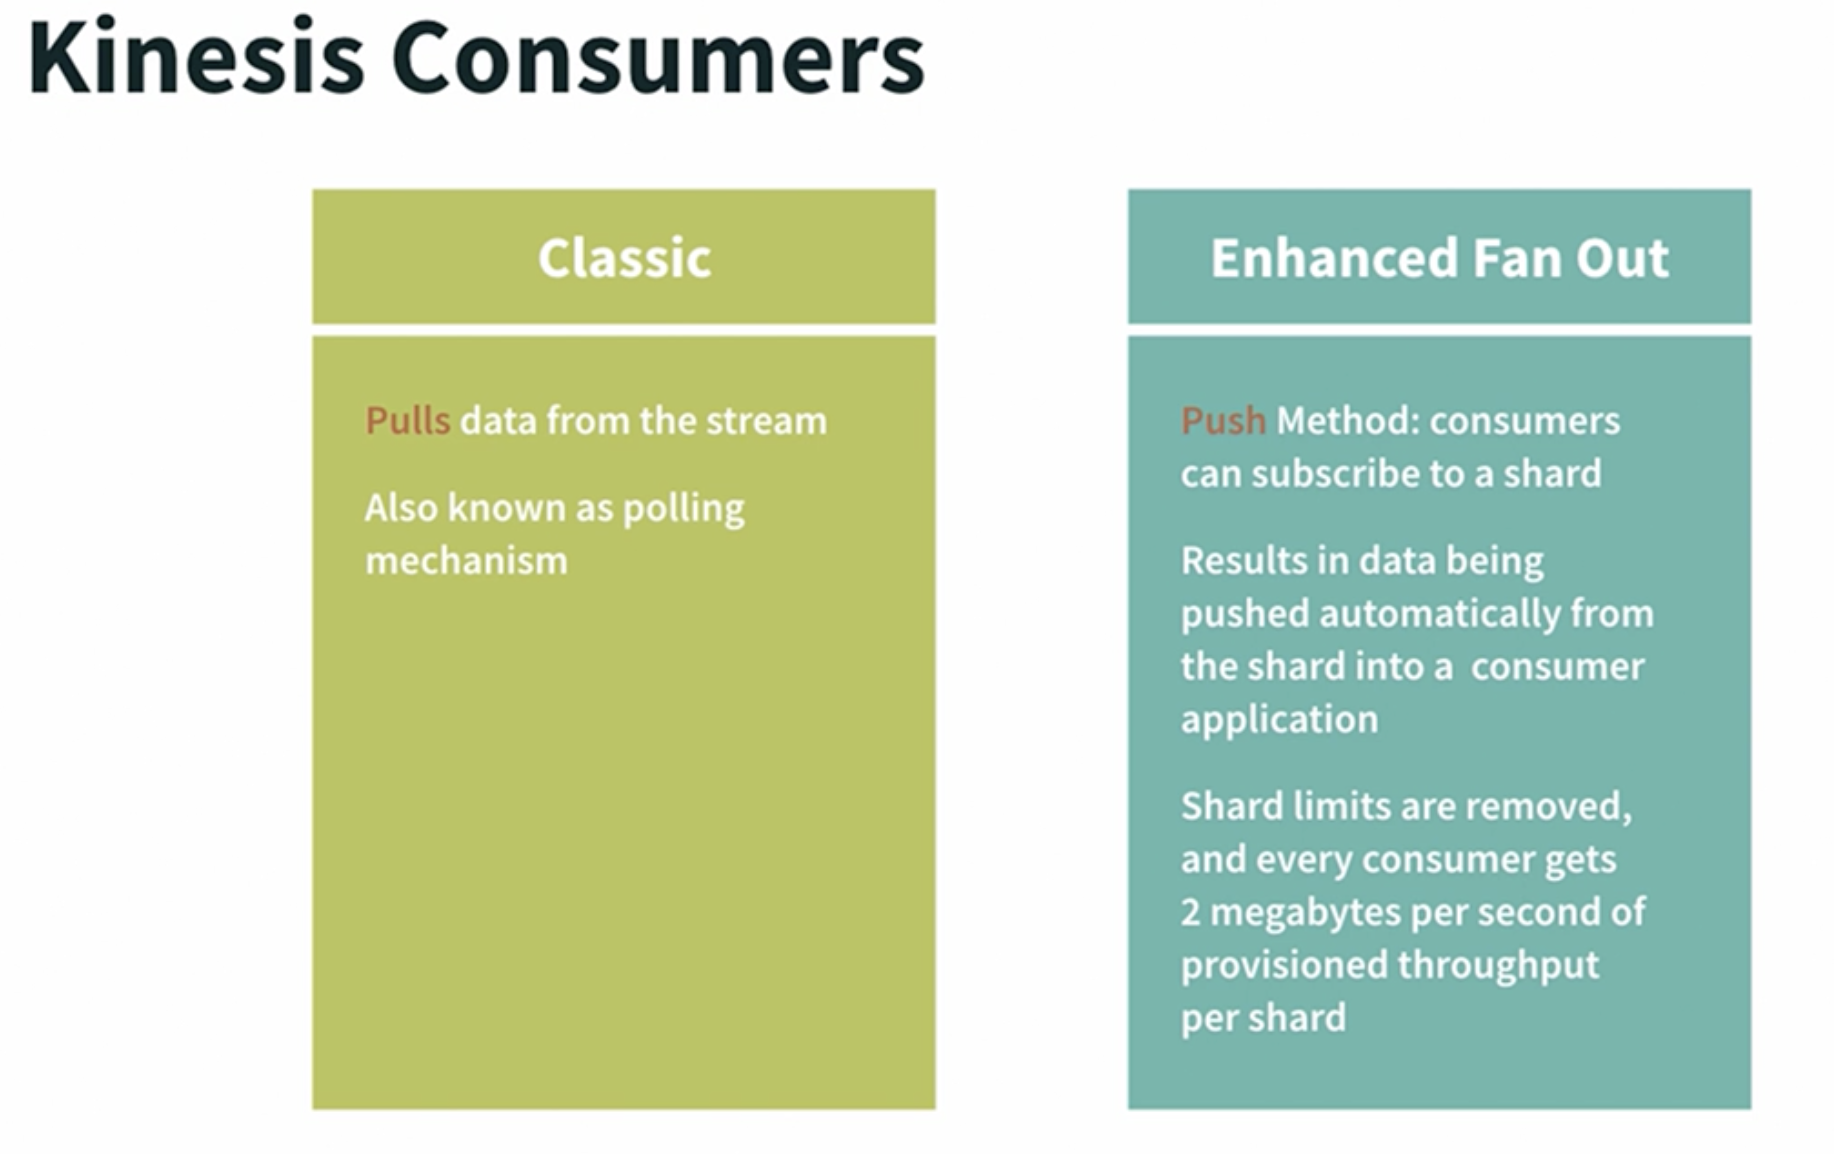 Kinesis Consumers
Classic
Pulls data from the stream
Also known as polling
mechanism
Enhanced Fan Out
Push Method: consumers
can subscribe to a shard
Results in data being
pushed automatically from
the shard into a  consumer
application
Shard limits are removed,
and every consumer gets
2 megabytes per second of
provisioned throughput
per shard